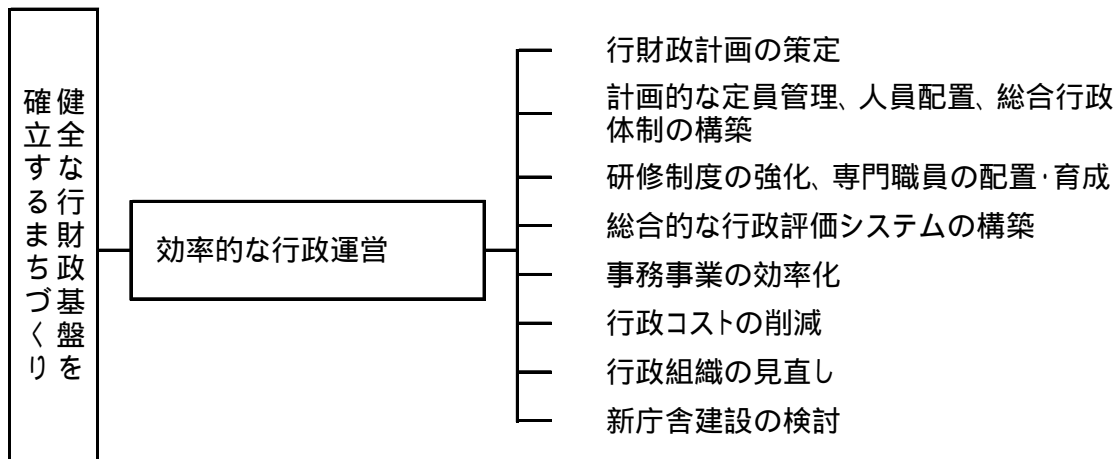 健全な行財政基盤を
確立するまちづくり
効率的な行政運営
行財政計画の策定
計画的な定員管理、人員配置、総合行政
体制の構築
研修制度の強化、専門職員の配置・育成
総合的な行政評価システムの構築
事務事業の効率化
行政コストの削減
行政組織の見直し
新庁舎建設の検討